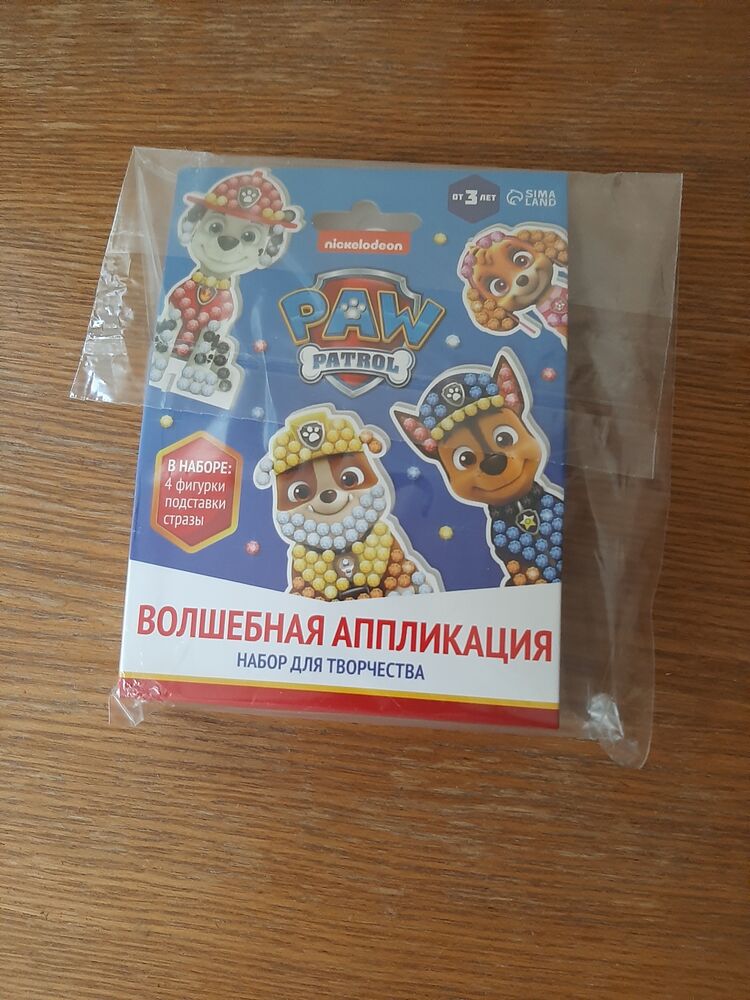 ОТ 3 ЛЕТ
SIMA
LAND
nickelodeon
PAW
PATROL
В НАБОРЕ:
4 фигурки
подставки
стразы
ВОЛШЕБНАЯ АППЛИКАЦИЯ
НАБОР ДЛЯ ТВОРЧЕСТВА